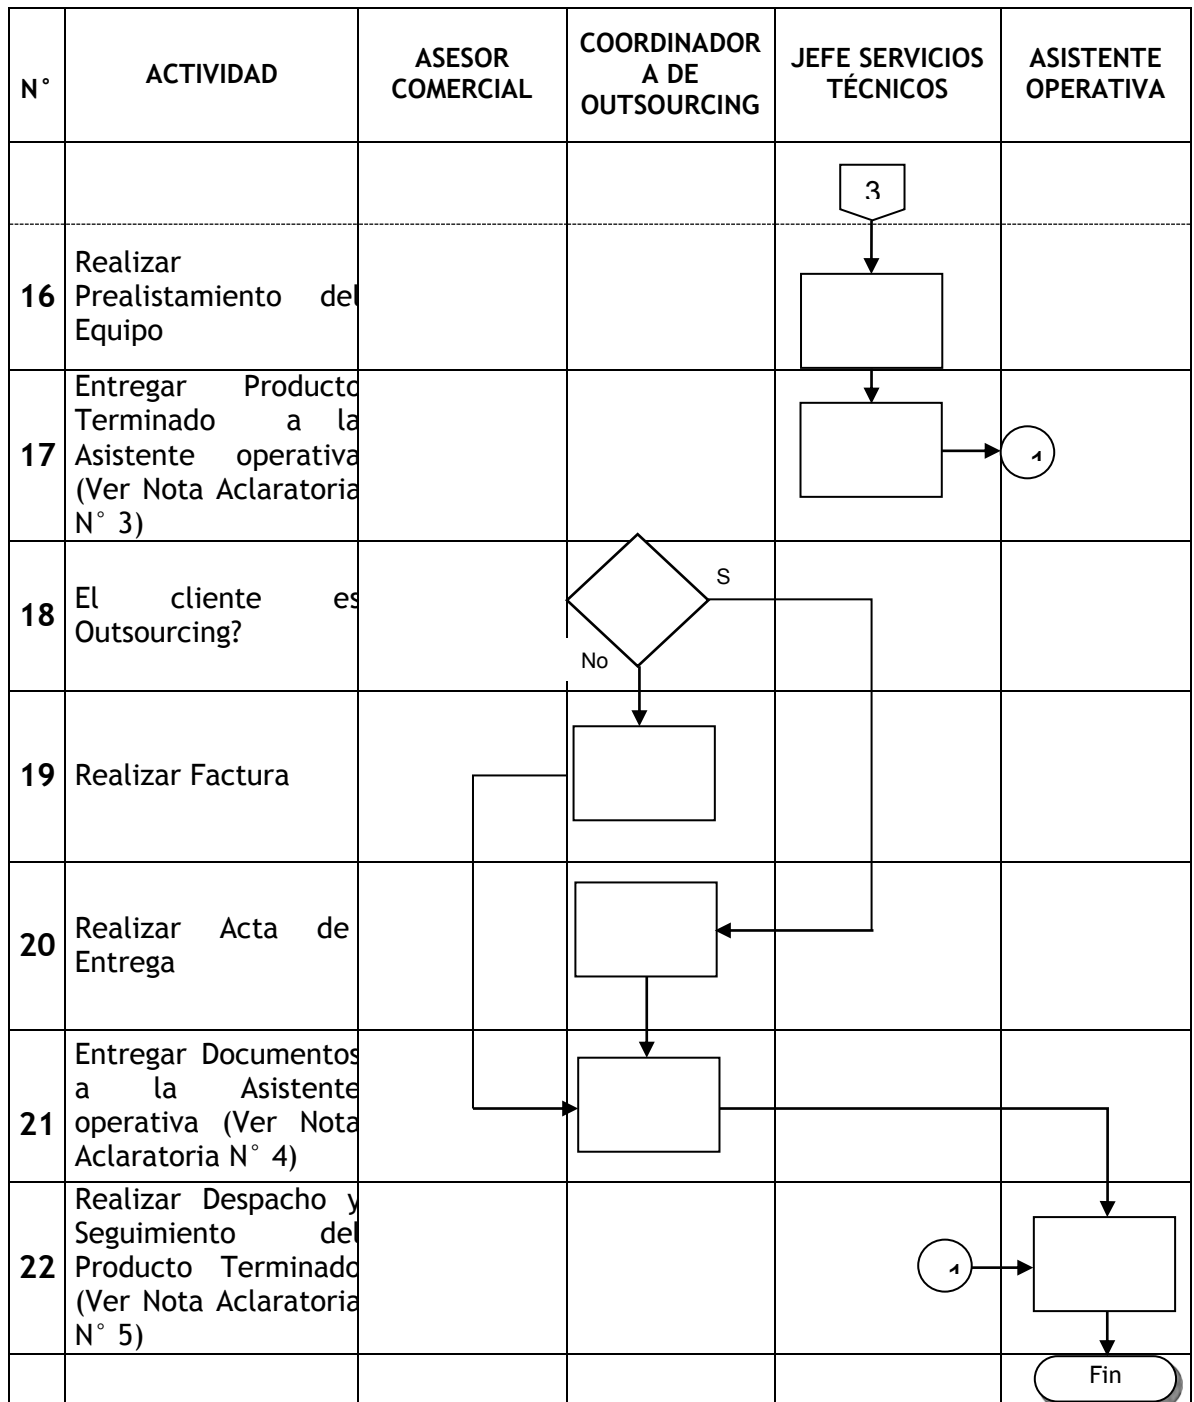 N°
ACTIVIDAD
ASESOR
COMERCIAL
COORDINADOR
A DE
OUTSOURCING
JEFE SERVICIOS
TÉCNICOS
ASISTENTE
OPERATIVA
3
16
Realizar
Prealistamiento del
Equipo
17
Entregar Producto
Terminado a la
Asistente operativa
(Ver Nota Aclaratoria
N° 3)
1
18
El cliente es
Outsourcing?
S
No
19
Realizar Factura
20
Realizar Acta de
Entrega
21
Entregar Documentos
a la Asistente
operativa (Ver Nota
Aclaratoria N° 4)
22
Realizar Despacho y
Seguimiento del
Producto Terminado
(Ver Nota Aclaratoria
N° 5)
1
Fin